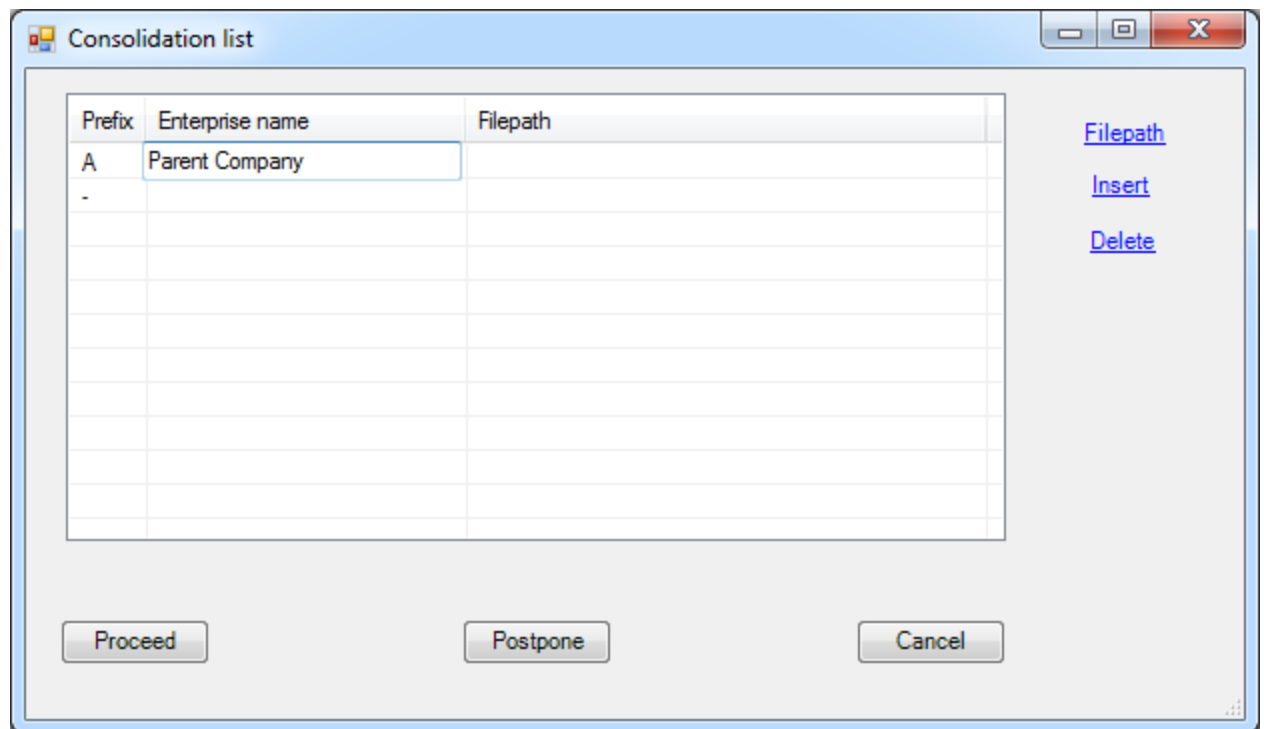 Consolidation list
Prefix Enterprise name Filepath
A Parent Company
-
Filepath
Insert
Delete
Proceed Postpone Cancel